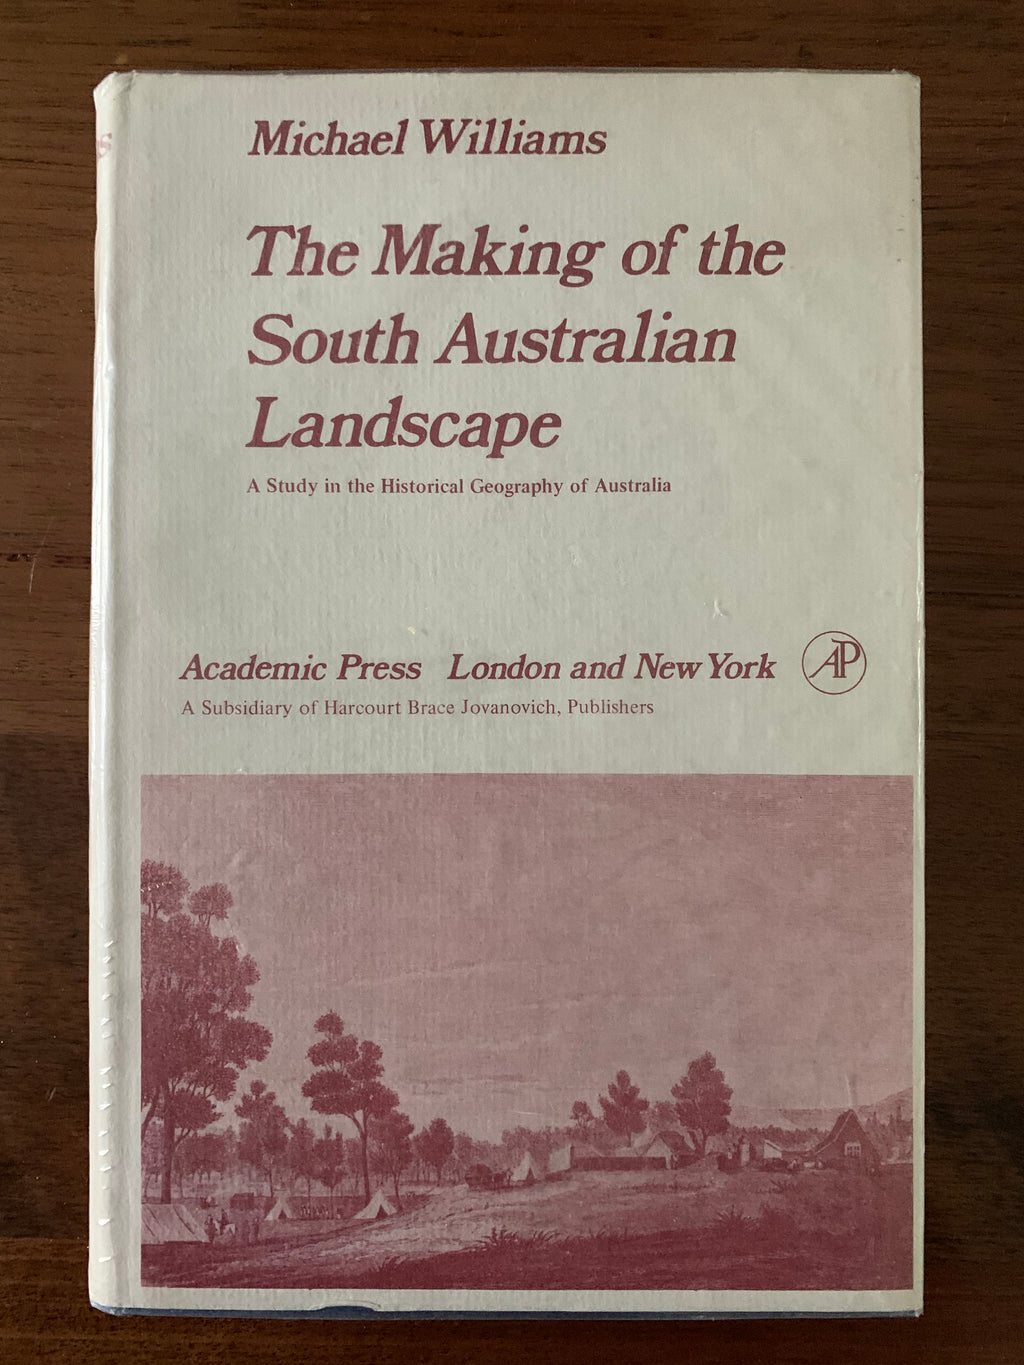 Michael Williams
The Making of the
South Australian
Landscape
A Study in the Historical Geography of Australia
Academic Press London and New York
AP
A Subsidiary of Harcourt Brace Jovanovich, Publishers